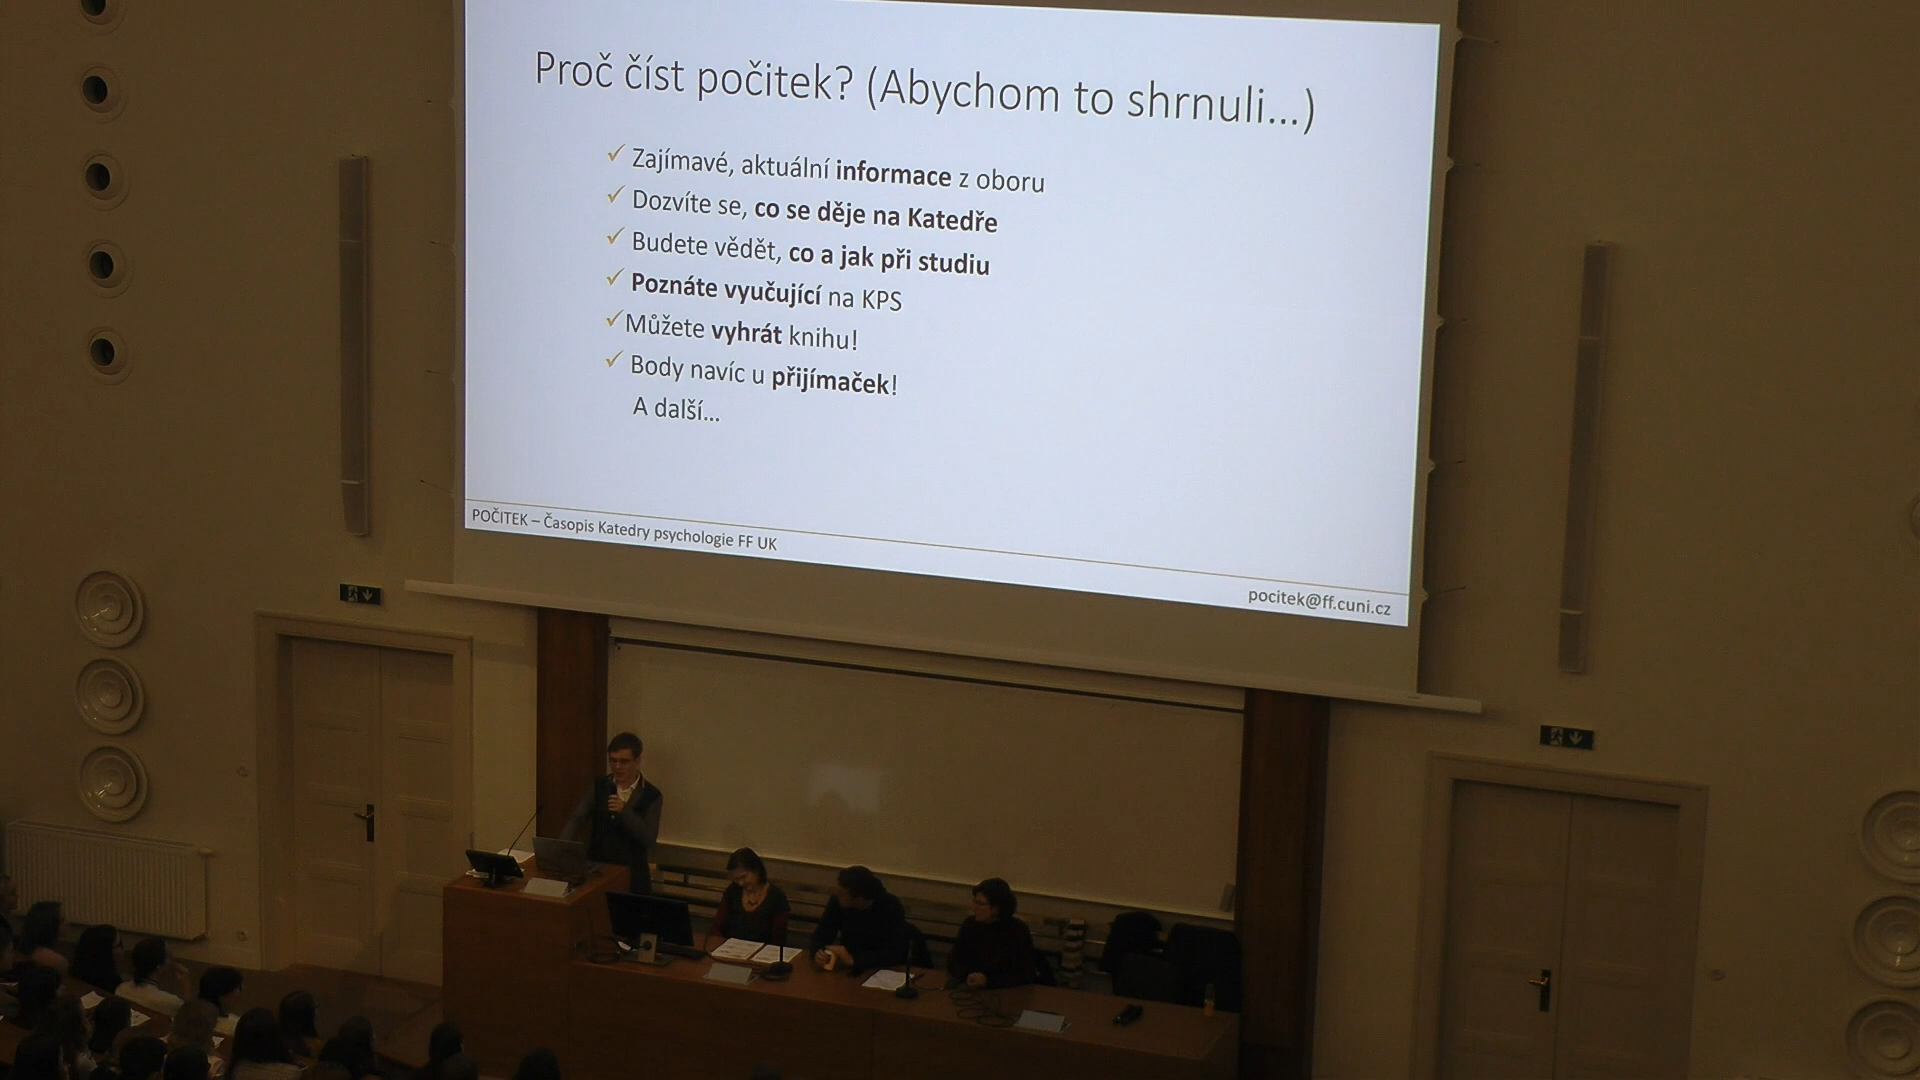 Proč číst počitek? (Abychom to shrnuli...)
✓ Zajímavé, aktuální informace z oboru
✓ Dozvíte se, co se děje na Katedře
✓ Budete vědět, co a jak při studiu
✓ Poznáte vyučující na KPS
✓ Můžete vyhrát knihu!
✓ Body navíc u přijímaček!
A další...
POČITEK – Časopis Katedry psychologie FF UK
pocitek@ff.cuni.cz